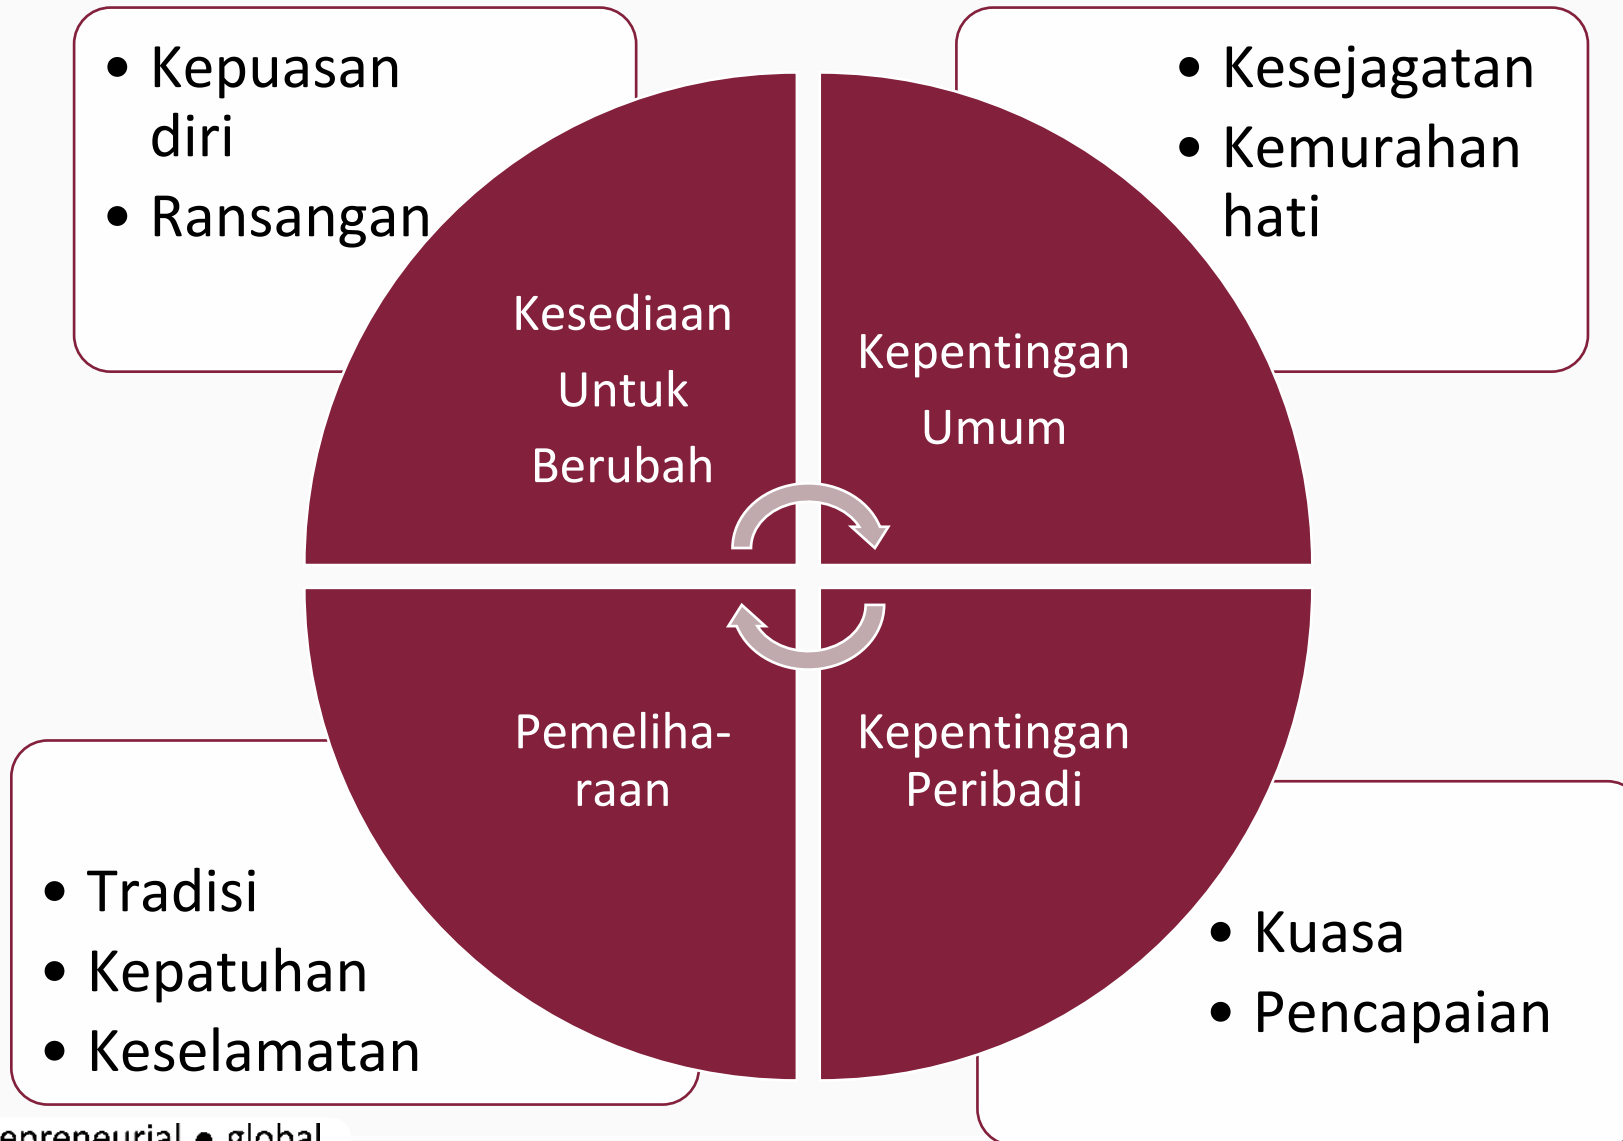 • Kepuasan
diri
• Ransangan
• Kesejagatan
• Kemurahan
hati
Kesediaan
Untuk
Berubah
Kepentingan
Umum
Pemeliha-
raan
Kepentingan
Peribadi
• Tradisi
• Kepatuhan
• Keselamatan
• Kuasa
• Pencapaian
epreneurial ● global